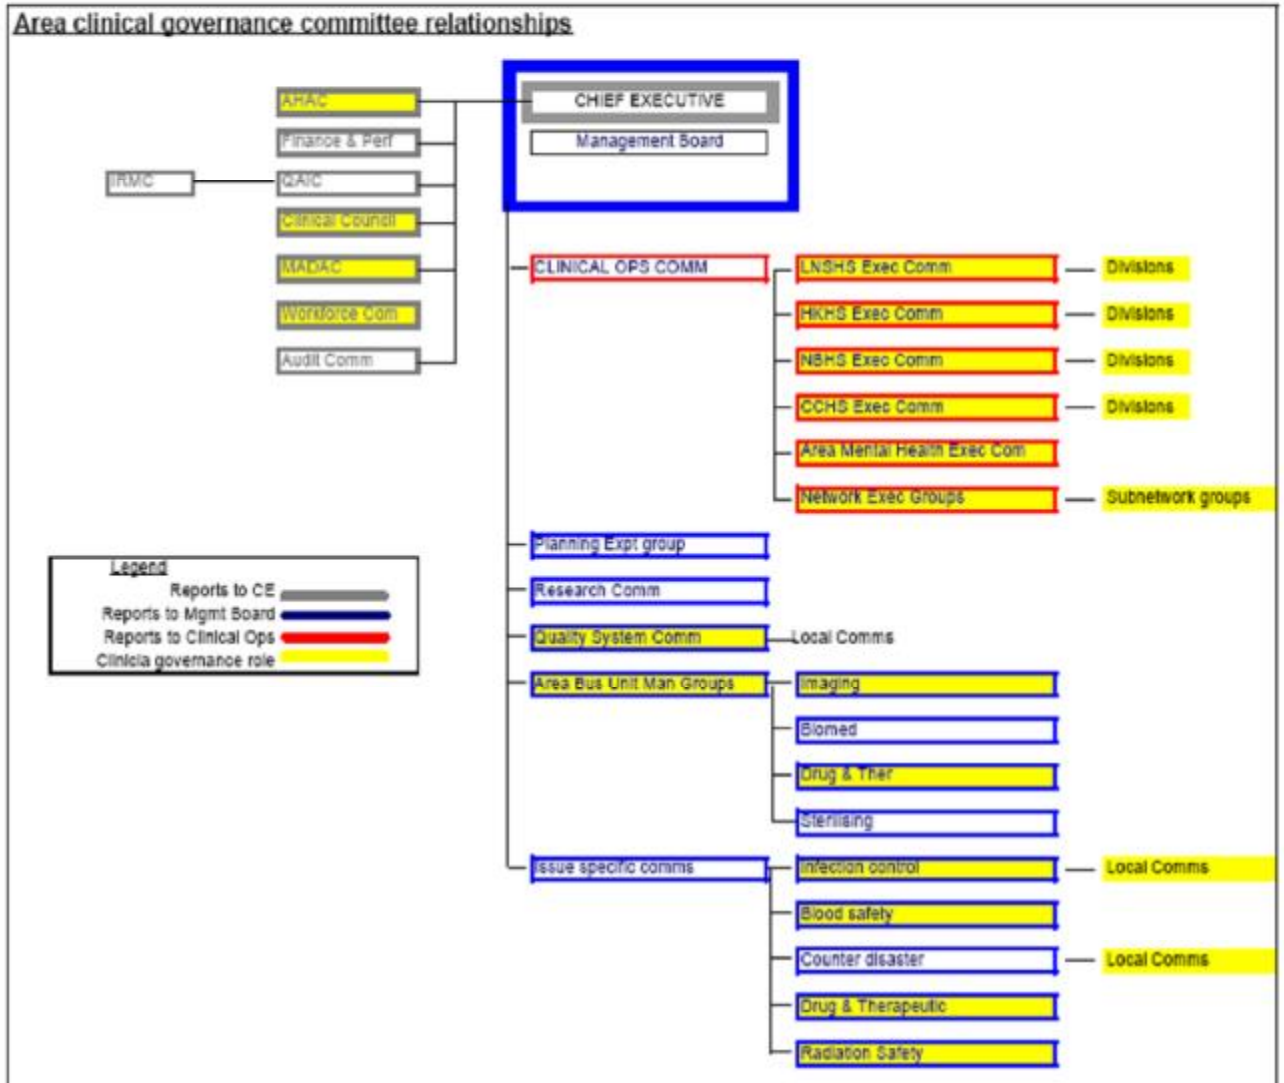 Area clinical governance committee relationships
AHAC
Finance & Perf
IRMC
QAIC
Clinical Council
MADAC
Workforce Com
Audit Comm
CHIEF EXECUTIVE
Management Board
CLINICAL OPS COMM
LNSHS Exec Comm
Divisions
HKHS Exec Comm
Divisions
NBHS Exec Comm
Divisions
CCHS Exec Comm
Divisions
Area Mental Health Exec Com
Network Exec Groups
Subnetwork groups
Planning Expt group
Research Comm
Quality System Comm
Local Comms
Area Bus Unit Man Groups
Imaging
Biomed
Drug & Ther
Sterilising
Issue specific comms
Infection control
Local Comms
Blood safety
Counter disaster
Local Comms
Drug & Therapeutic
Radiation Safety
Legend
Reports to CE
Reports to Mgmt Board
Reports to Clinical Ops
Clinicla governance role